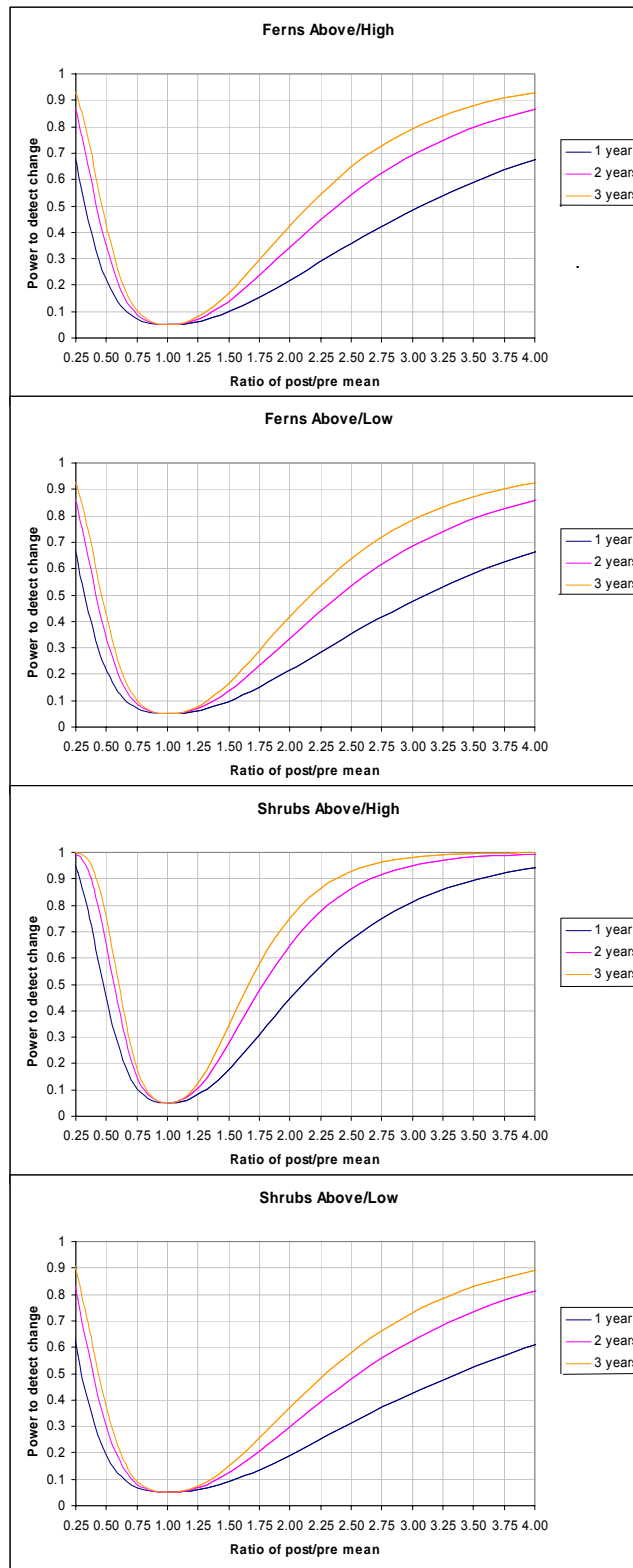 Ferns Above/High
Power to detect change
1
0.9
0.8
0.7
0.6
0.5
0.4
0.3
0.2
0.1
0
0.25 0.50 0.75 1.00 1.25 1.50 1.75 2.00 2.25 2.50 2.75 3.00 3.25 3.50 3.75 4.00
Ratio of post/pre mean
1 year
2 years
3 years
Ferns Above/Low
Power to detect change
1
0.9
0.8
0.7
0.6
0.5
0.4
0.3
0.2
0.1
0
0.25 0.50 0.75 1.00 1.25 1.50 1.75 2.00 2.25 2.50 2.75 3.00 3.25 3.50 3.75 4.00
Ratio of post/pre mean
1 year
2 years
3 years
Shrubs Above/High
Power to detect change
1
0.9
0.8
0.7
0.6
0.5
0.4
0.3
0.2
0.1
0
0.25 0.50 0.75 1.00 1.25 1.50 1.75 2.00 2.25 2.50 2.75 3.00 3.25 3.50 3.75 4.00
Ratio of post/pre mean
1 year
2 years
3 years
Shrubs Above/Low
Power to detect change
1
0.9
0.8
0.7
0.6
0.5
0.4
0.3
0.2
0.1
0
0.25 0.50 0.75 1.00 1.25 1.50 1.75 2.00 2.25 2.50 2.75 3.00 3.25 3.50 3.75 4.00
Ratio of post/pre mean
1 year
2 years
3 years